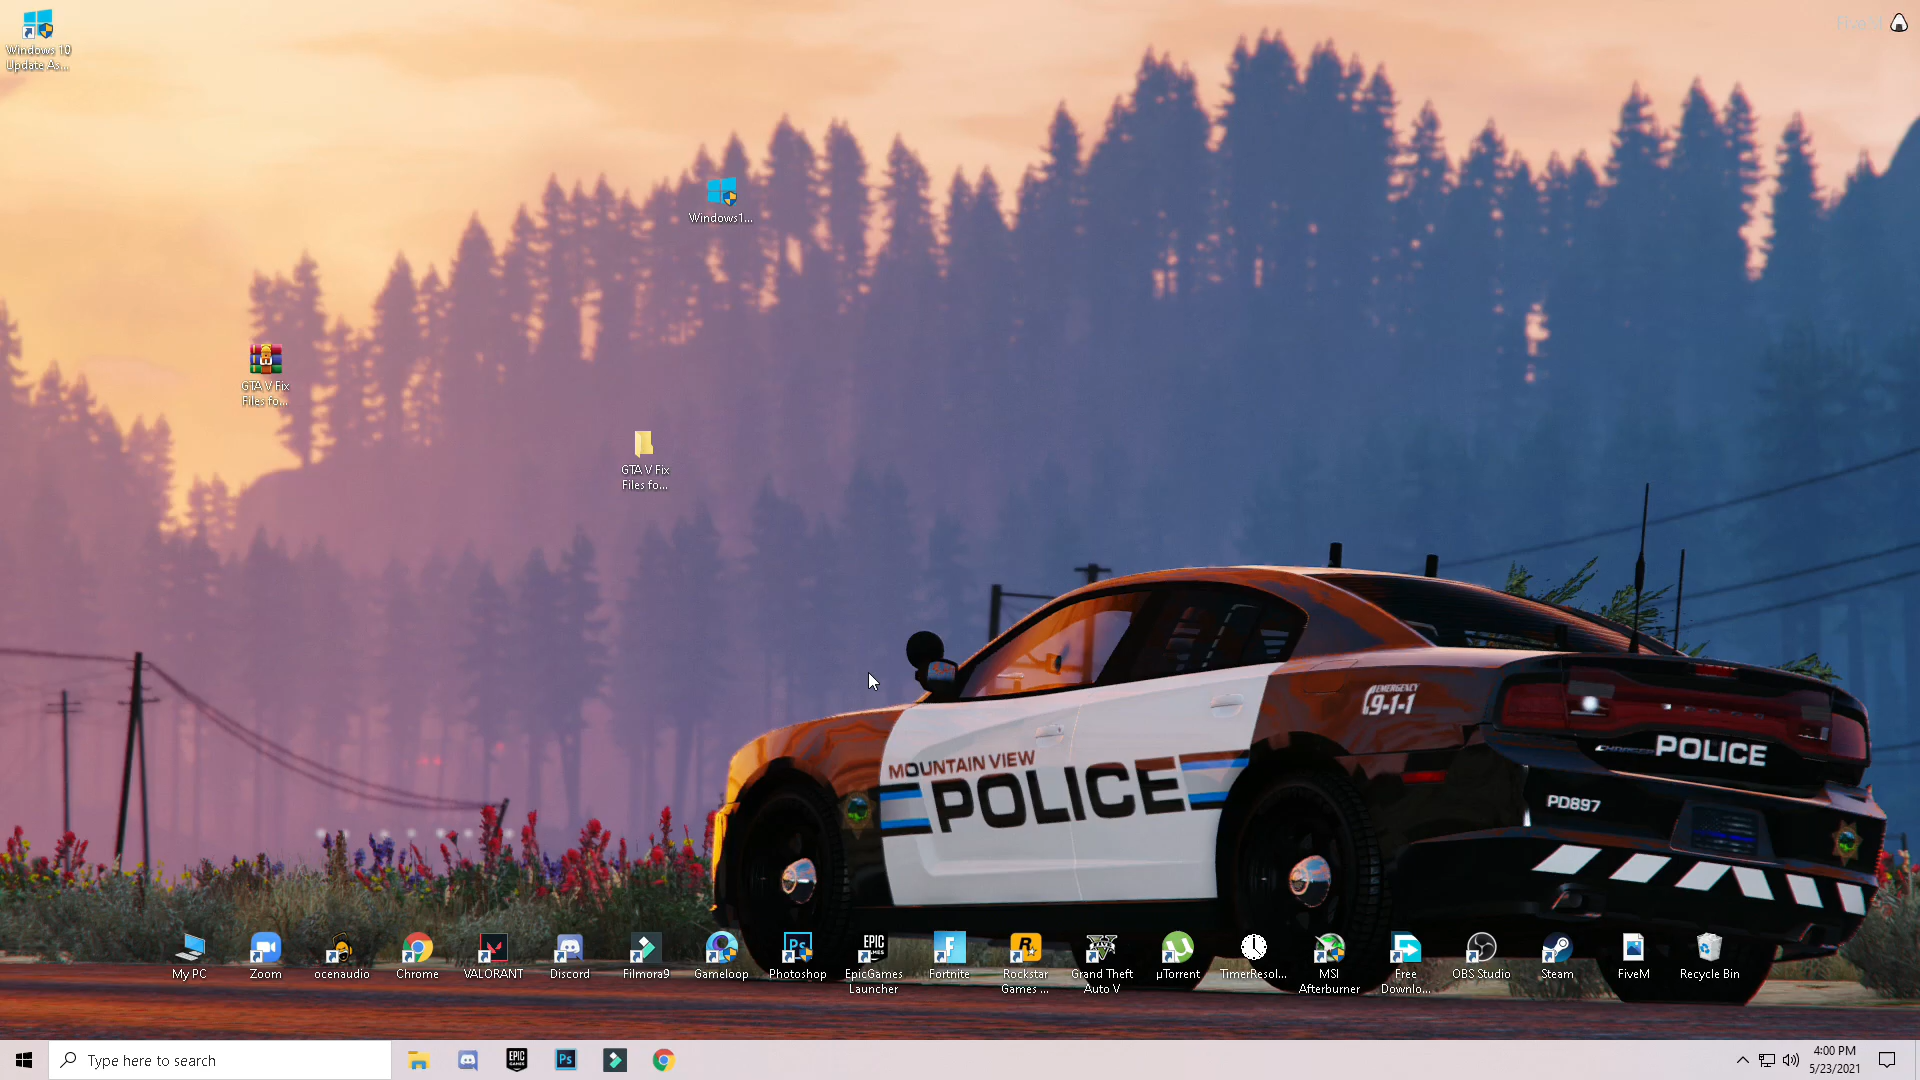 Windows 10
Update As...
Windows1...
GTA V Fix
Files fo...
GTA V Fix
Files fo...
EMERGENCY
9-1-1
POLICE
MOUNTAIN VIEW
POLICE
PD897
My PC
Zoom
ocenaudio
Chrome
VALORANT
Discord
Filmora9
Gameloop
Photoshop
EpicGames
Launcher
Fortnite
Rockstar
Games ...
Grand Theft
Auto V
µTorrent
TimerResol...
MSI
Afterburner
Free
Downlo...
OBS Studio
Steam
FiveM
Recycle Bin
Type here to search
4:00 PM
5/23/2021